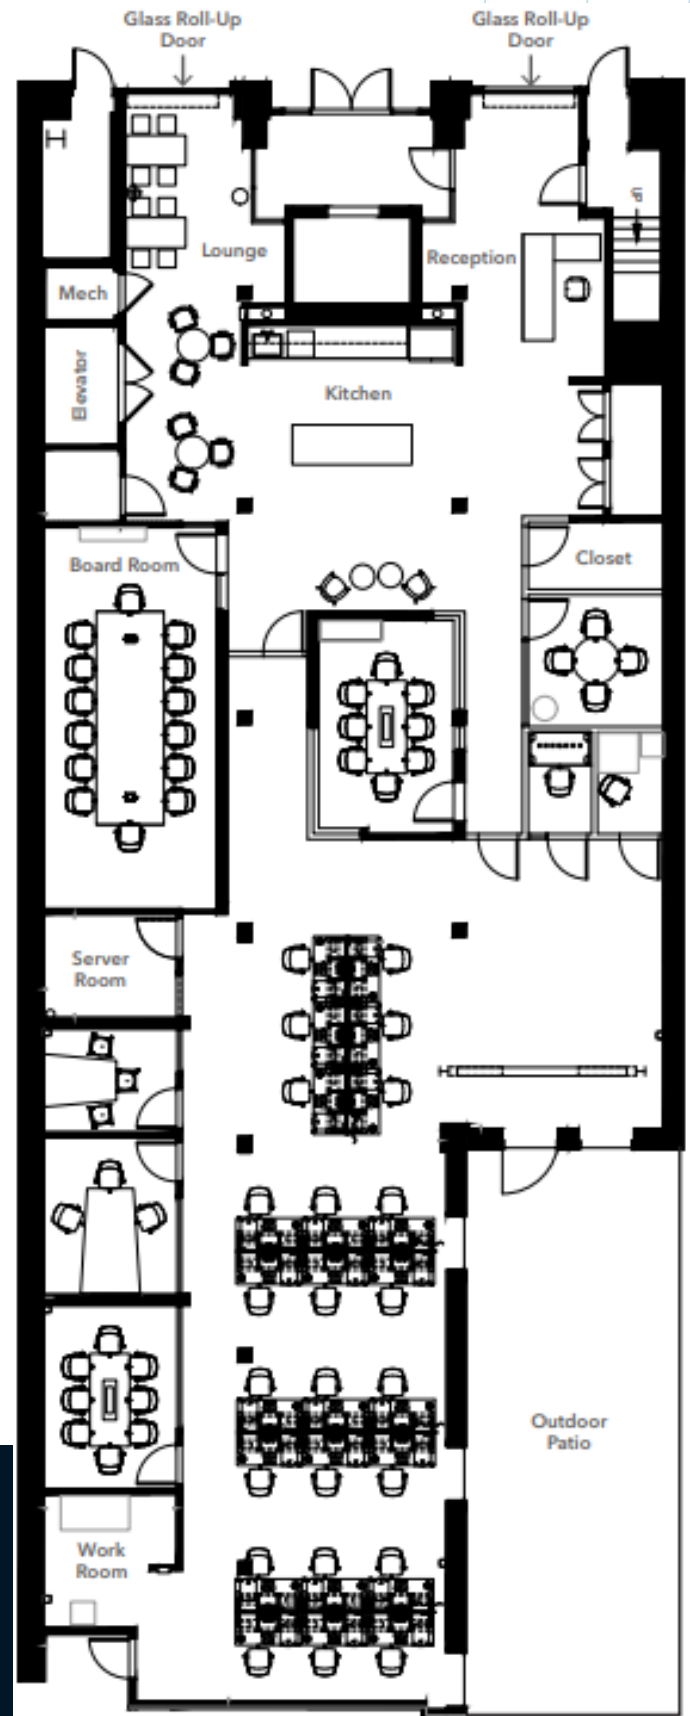 Glass Roll-Up
Door
Glass Roll-Up
Door
UP
Lounge
Reception
Mech
Elevator
Kitchen
Board Room
Closet
Server
Room
Outdoor
Patio
Work
Room